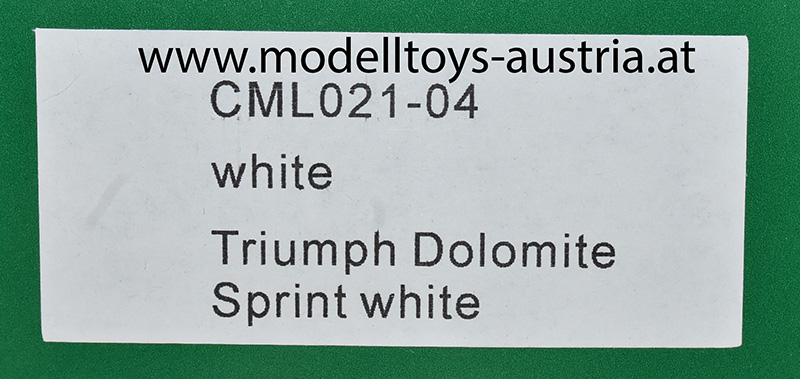 www.modelltoys-austria.at
CML021-04
white
Triumph Dolomite
Sprint white